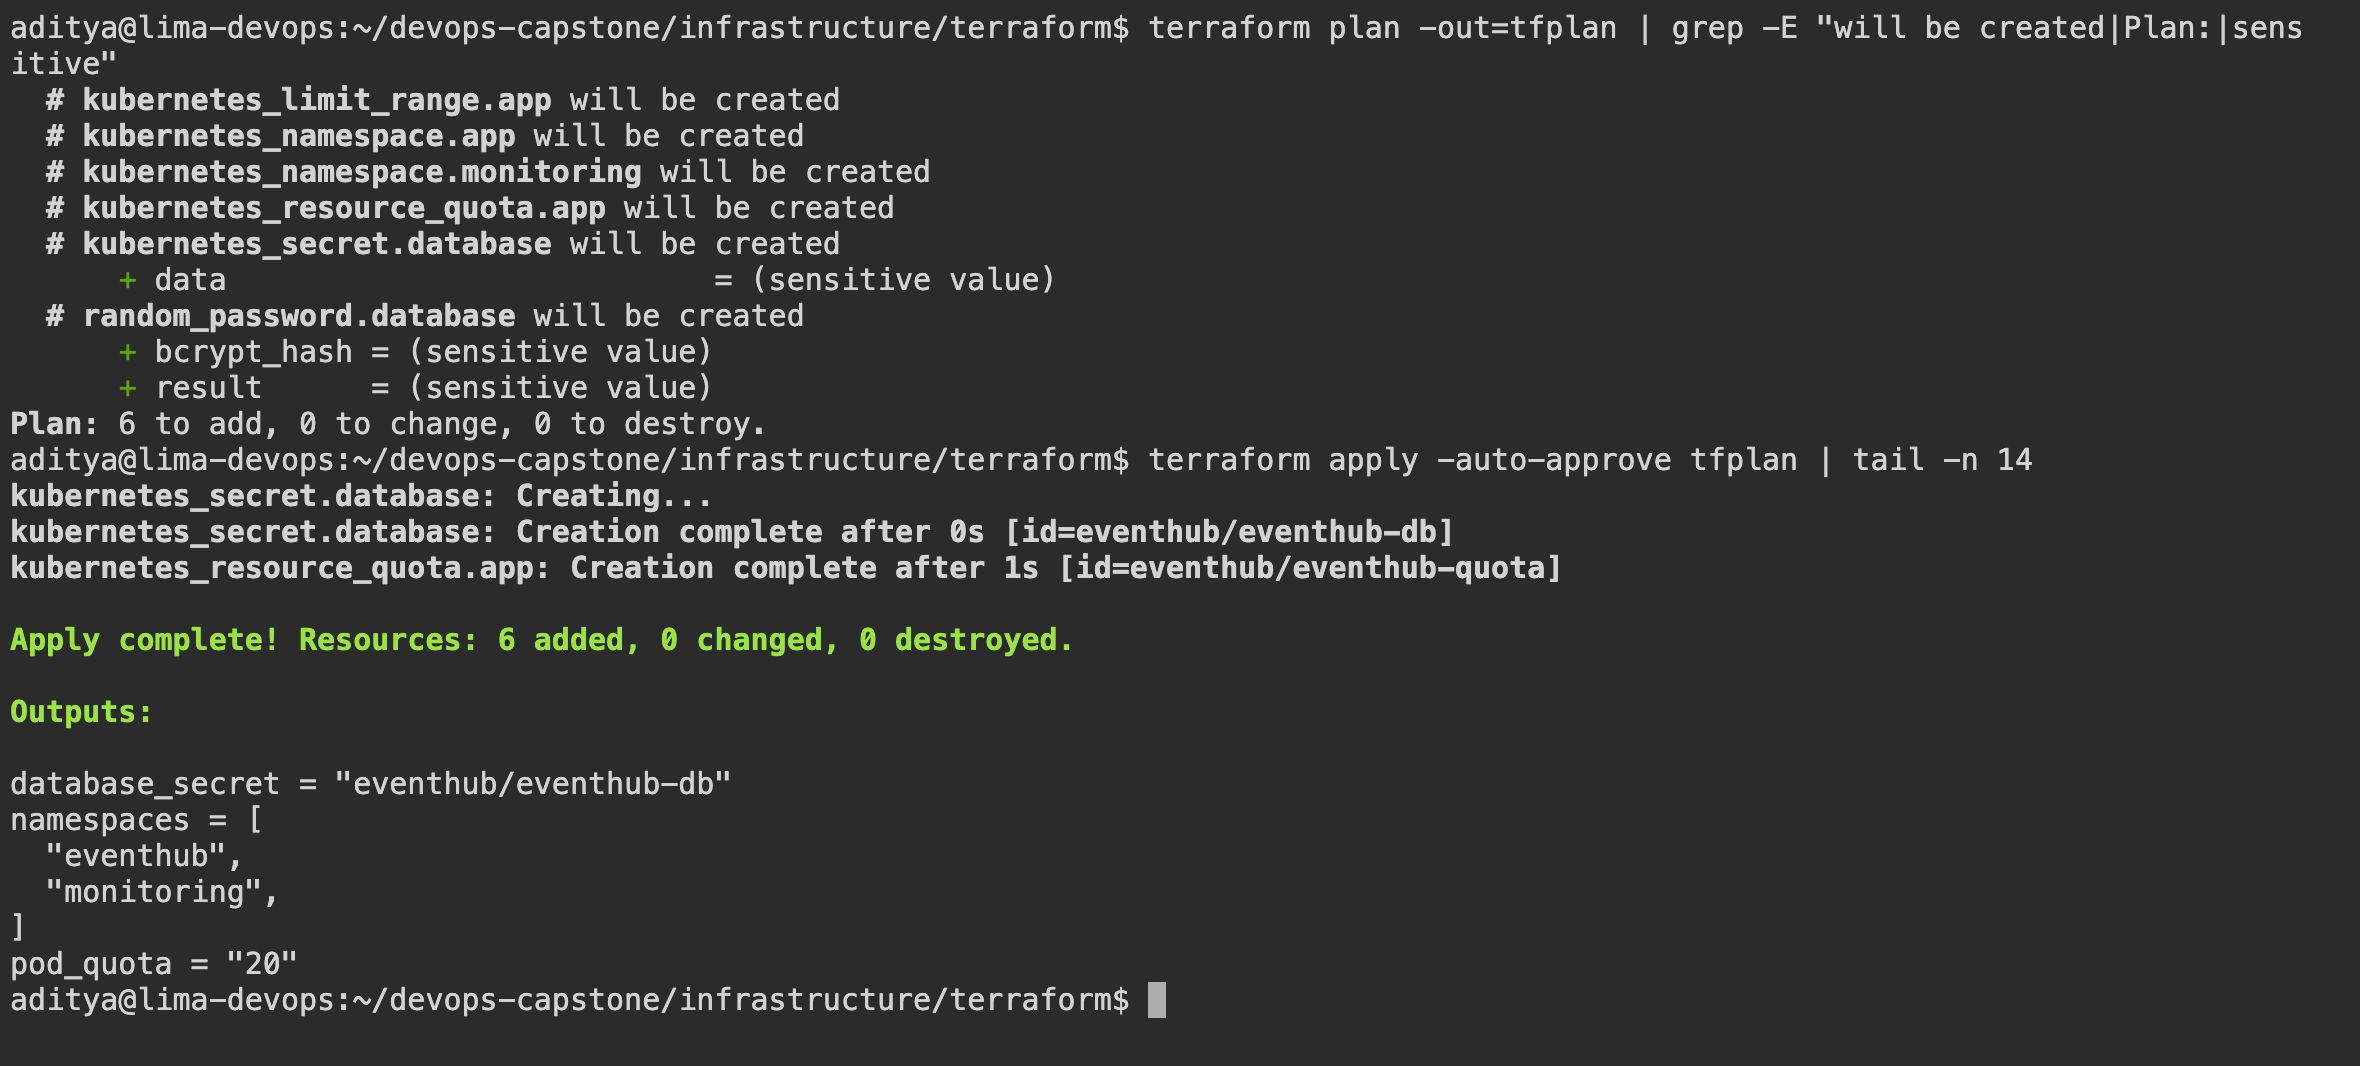 aditya@lima-devops:~/devops-capstone/infrastructure/terraform$ terraform plan -out=tfplan | grep -E "will be created|Plan:|sens
itive"
  # kubernetes_limit_range.app will be created
  # kubernetes_namespace.app will be created
  # kubernetes_namespace.monitoring will be created
  # kubernetes_resource_quota.app will be created
  # kubernetes_secret.database will be created
      + data                           = (sensitive value)
  # random_password.database will be created
      + bcrypt_hash = (sensitive value)
      + result      = (sensitive value)
Plan: 6 to add, 0 to change, 0 to destroy.
aditya@lima-devops:~/devops-capstone/infrastructure/terraform$ terraform apply -auto-approve tfplan | tail -n 14
kubernetes_secret.database: Creating...
kubernetes_secret.database: Creation complete after 0s [id=eventhub/eventhub-db]
kubernetes_resource_quota.app: Creation complete after 1s [id=eventhub/eventhub-quota]

Apply complete! Resources: 6 added, 0 changed, 0 destroyed.

Outputs:

database_secret = "eventhub/eventhub-db"
namespaces = [
  "eventhub",
  "monitoring",
]
pod_quota = "20"
aditya@lima-devops:~/devops-capstone/infrastructure/terraform$